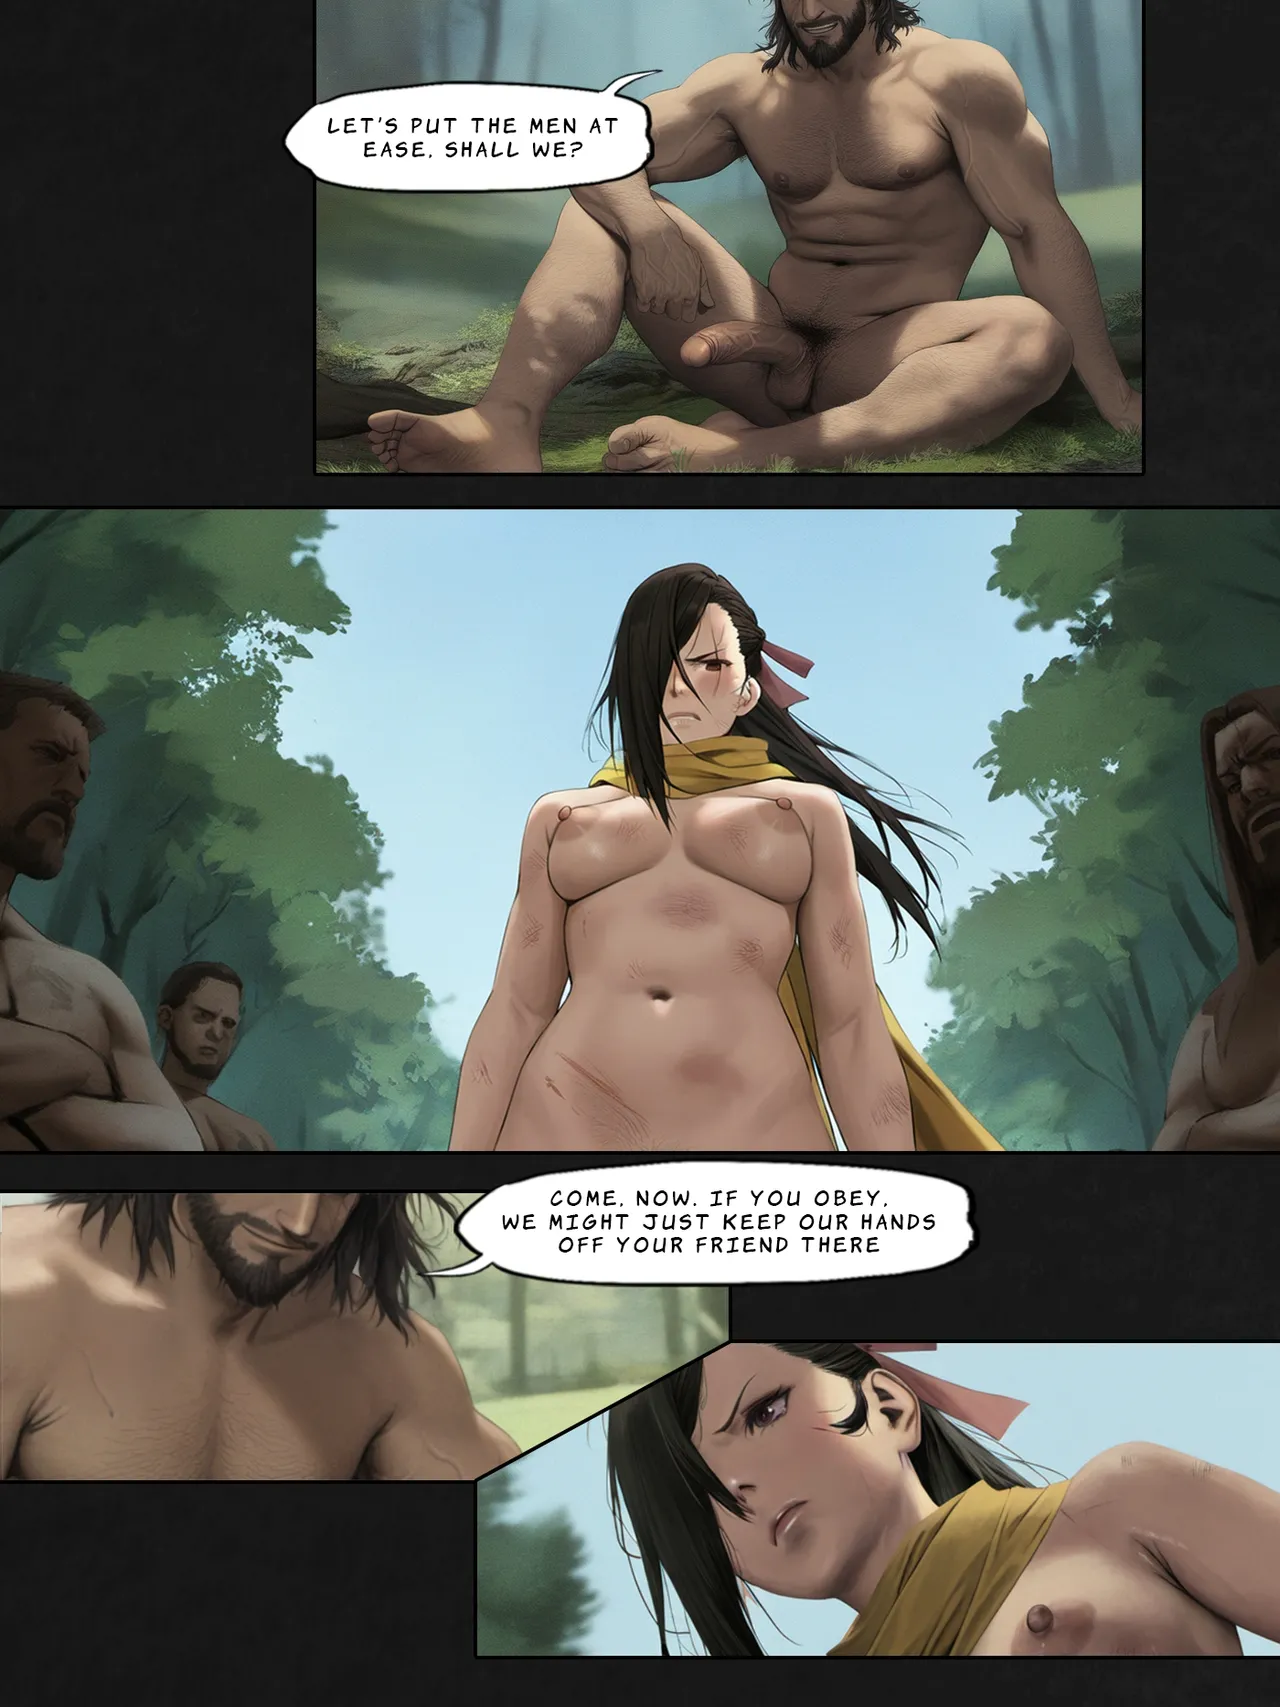 LET'S PUT THE MEN AT
EASE, SHALL WE?
COME, NOW. IF YOU OBEY,
WE MIGHT JUST KEEP OUR HANDS
OFF YOUR FRIEND THERE